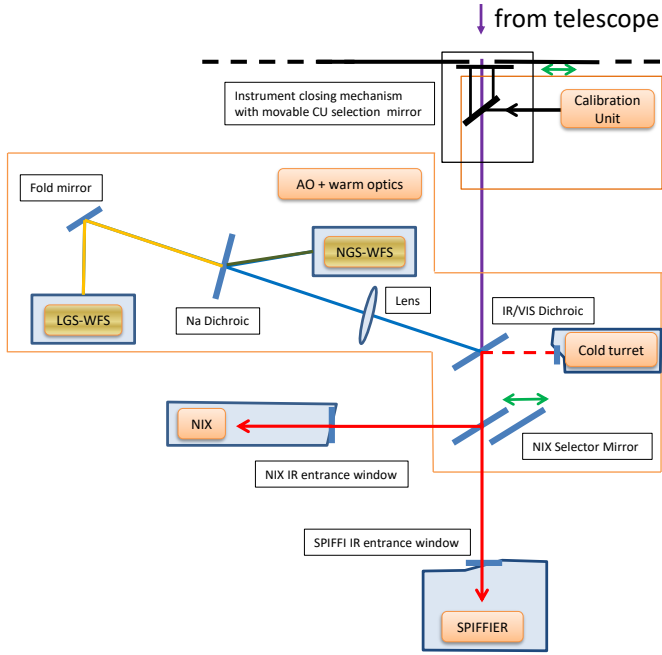 from telescope
Instrument closing mechanism
with movable CU selection mirror
Calibration
Unit
AO + warm optics
Fold mirror
NGS-WFS
Lens
LGS-WFS
Na Dichroic
IR/VIS Dichroic
Cold turret
NIX
NIX Selector Mirror
NIX IR entrance window
SPIFFI IR entrance window
SPIFFIER